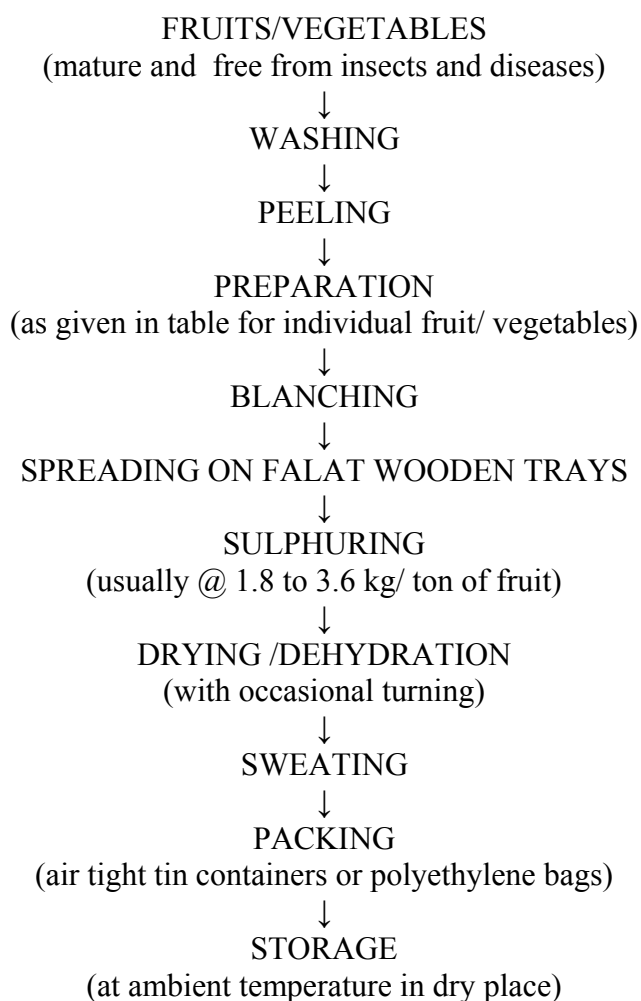 FRUITS/VEGETABLES
(mature and  free from insects and diseases)
↓
WASHING
↓
PEELING
↓
PREPARATION
(as given in table for individual fruit/ vegetables)
↓
BLANCHING
↓
SPREADING ON FALAT WOODEN TRAYS
↓
SULPHURING
(usually @ 1.8 to 3.6 kg/ ton of fruit)
↓
DRYING /DEHYDRATION
(with occasional turning)
↓
SWEATING
↓
PACKING
(air tight tin containers or polyethylene bags)
↓
STORAGE
(at ambient temperature in dry place)